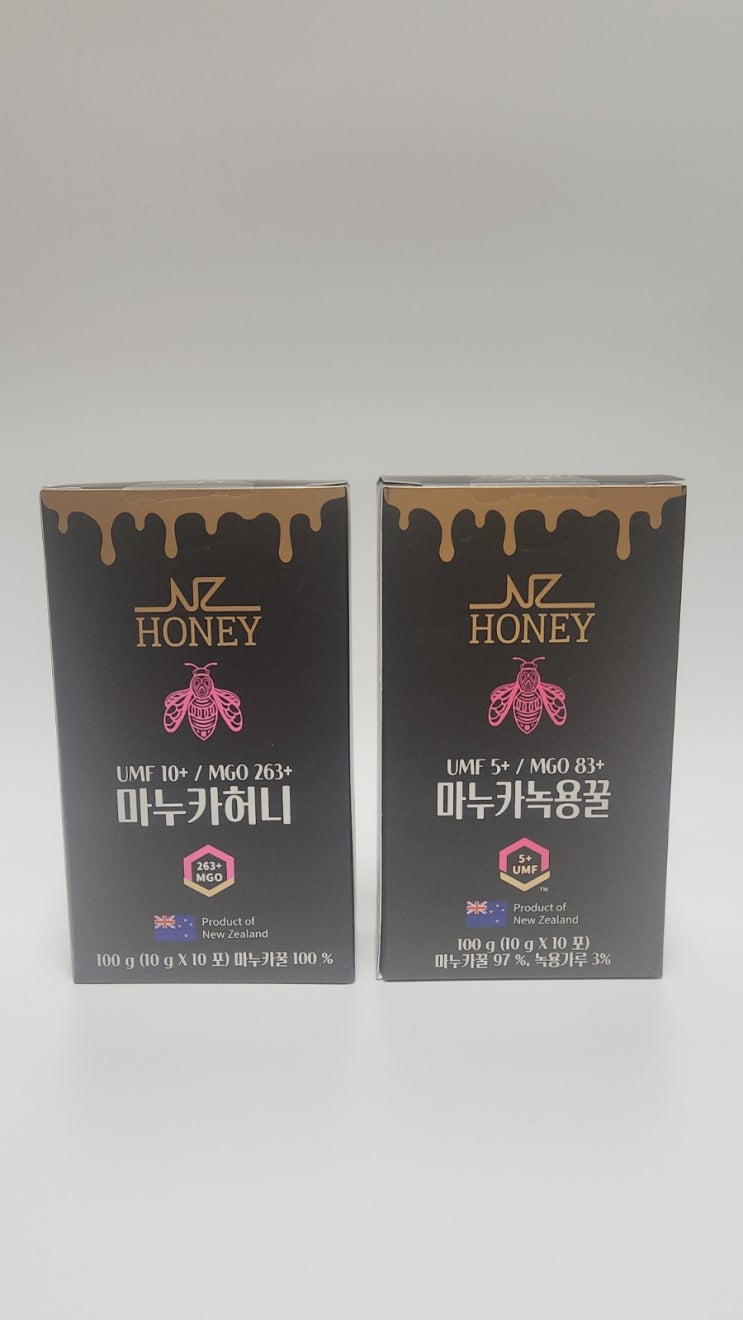 NZ
HONEY
UMF 10+ / MGO 263+
마누카허니
263+
MGO
Product of
New Zealand
100 g (10 g X 10 포) 마누카꿀 100 %
NZ
HONEY
UMF 5+ / MGO 83+
마누카녹용꿀
5+
UMF
TM
Product of
New Zealand
100 g (10 g X 10 포)
마누카꿀 97 %, 녹용가루 3%